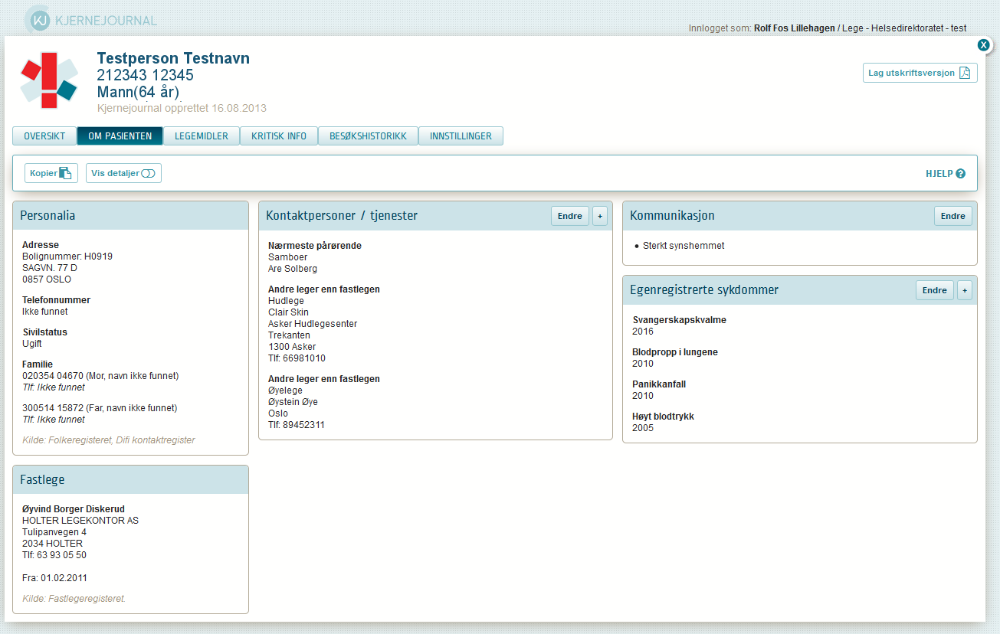 KJ KJERNEJOURNAL
Innlogget som: Rolf Fos Lillehagen / Lege - Helsedirektoratet - test
X
Testperson Testnavn
212343 12345
Mann(64 år)
Kjernejournal opprettet 16.08.2013
Lag utskriftsversjon
OVERSIKT OM PASIENTEN LEGEMIDLER KRITISK INFO BESØKSHISTORIKK INNSTILLINGER
Kopier Vis detaljer HJELP ?
Personalia
Adresse
Bolignummer: H0919
SAGVN. 77 D
0857 OSLO
Telefonnummer
Ikke funnet
Sivilstatus
Ugift
Familie
020354 04670 (Mor, navn ikke funnet)
Tlf: Ikke funnet
300514 15872 (Far, navn ikke funnet)
Tlf: Ikke funnet
Kilde: Folkeregisteret, Difi kontaktregister
Fastlege
Øyvind Borger Diskerud
HOLTER LEGEKONTOR AS
Tulipanvegen 4
2034 HOLTER
Tlf: 63 93 05 50
Fra: 01.02.2011
Kilde: Fastlegeregisteret.
Kontaktpersoner / tjenester Endre +
Nærmeste pårørende
Samboer
Are Solberg
Andre leger enn fastlegen
Hudlege
Clair Skin
Asker Hudlegesenter
Trekanten
1300 Asker
Tlf: 66981010
Andre leger enn fastlegen
Øyelege
Øystein Øye
Oslo
Tlf: 89452311
Kommunikasjon Endre
• Sterkt synshemmet
Egenregistrerte sykdommer Endre +
Svangerskapskvalme
2016
Blodpropp i lungene
2010
Panikkanfall
2010
Høyt blodtrykk
2005